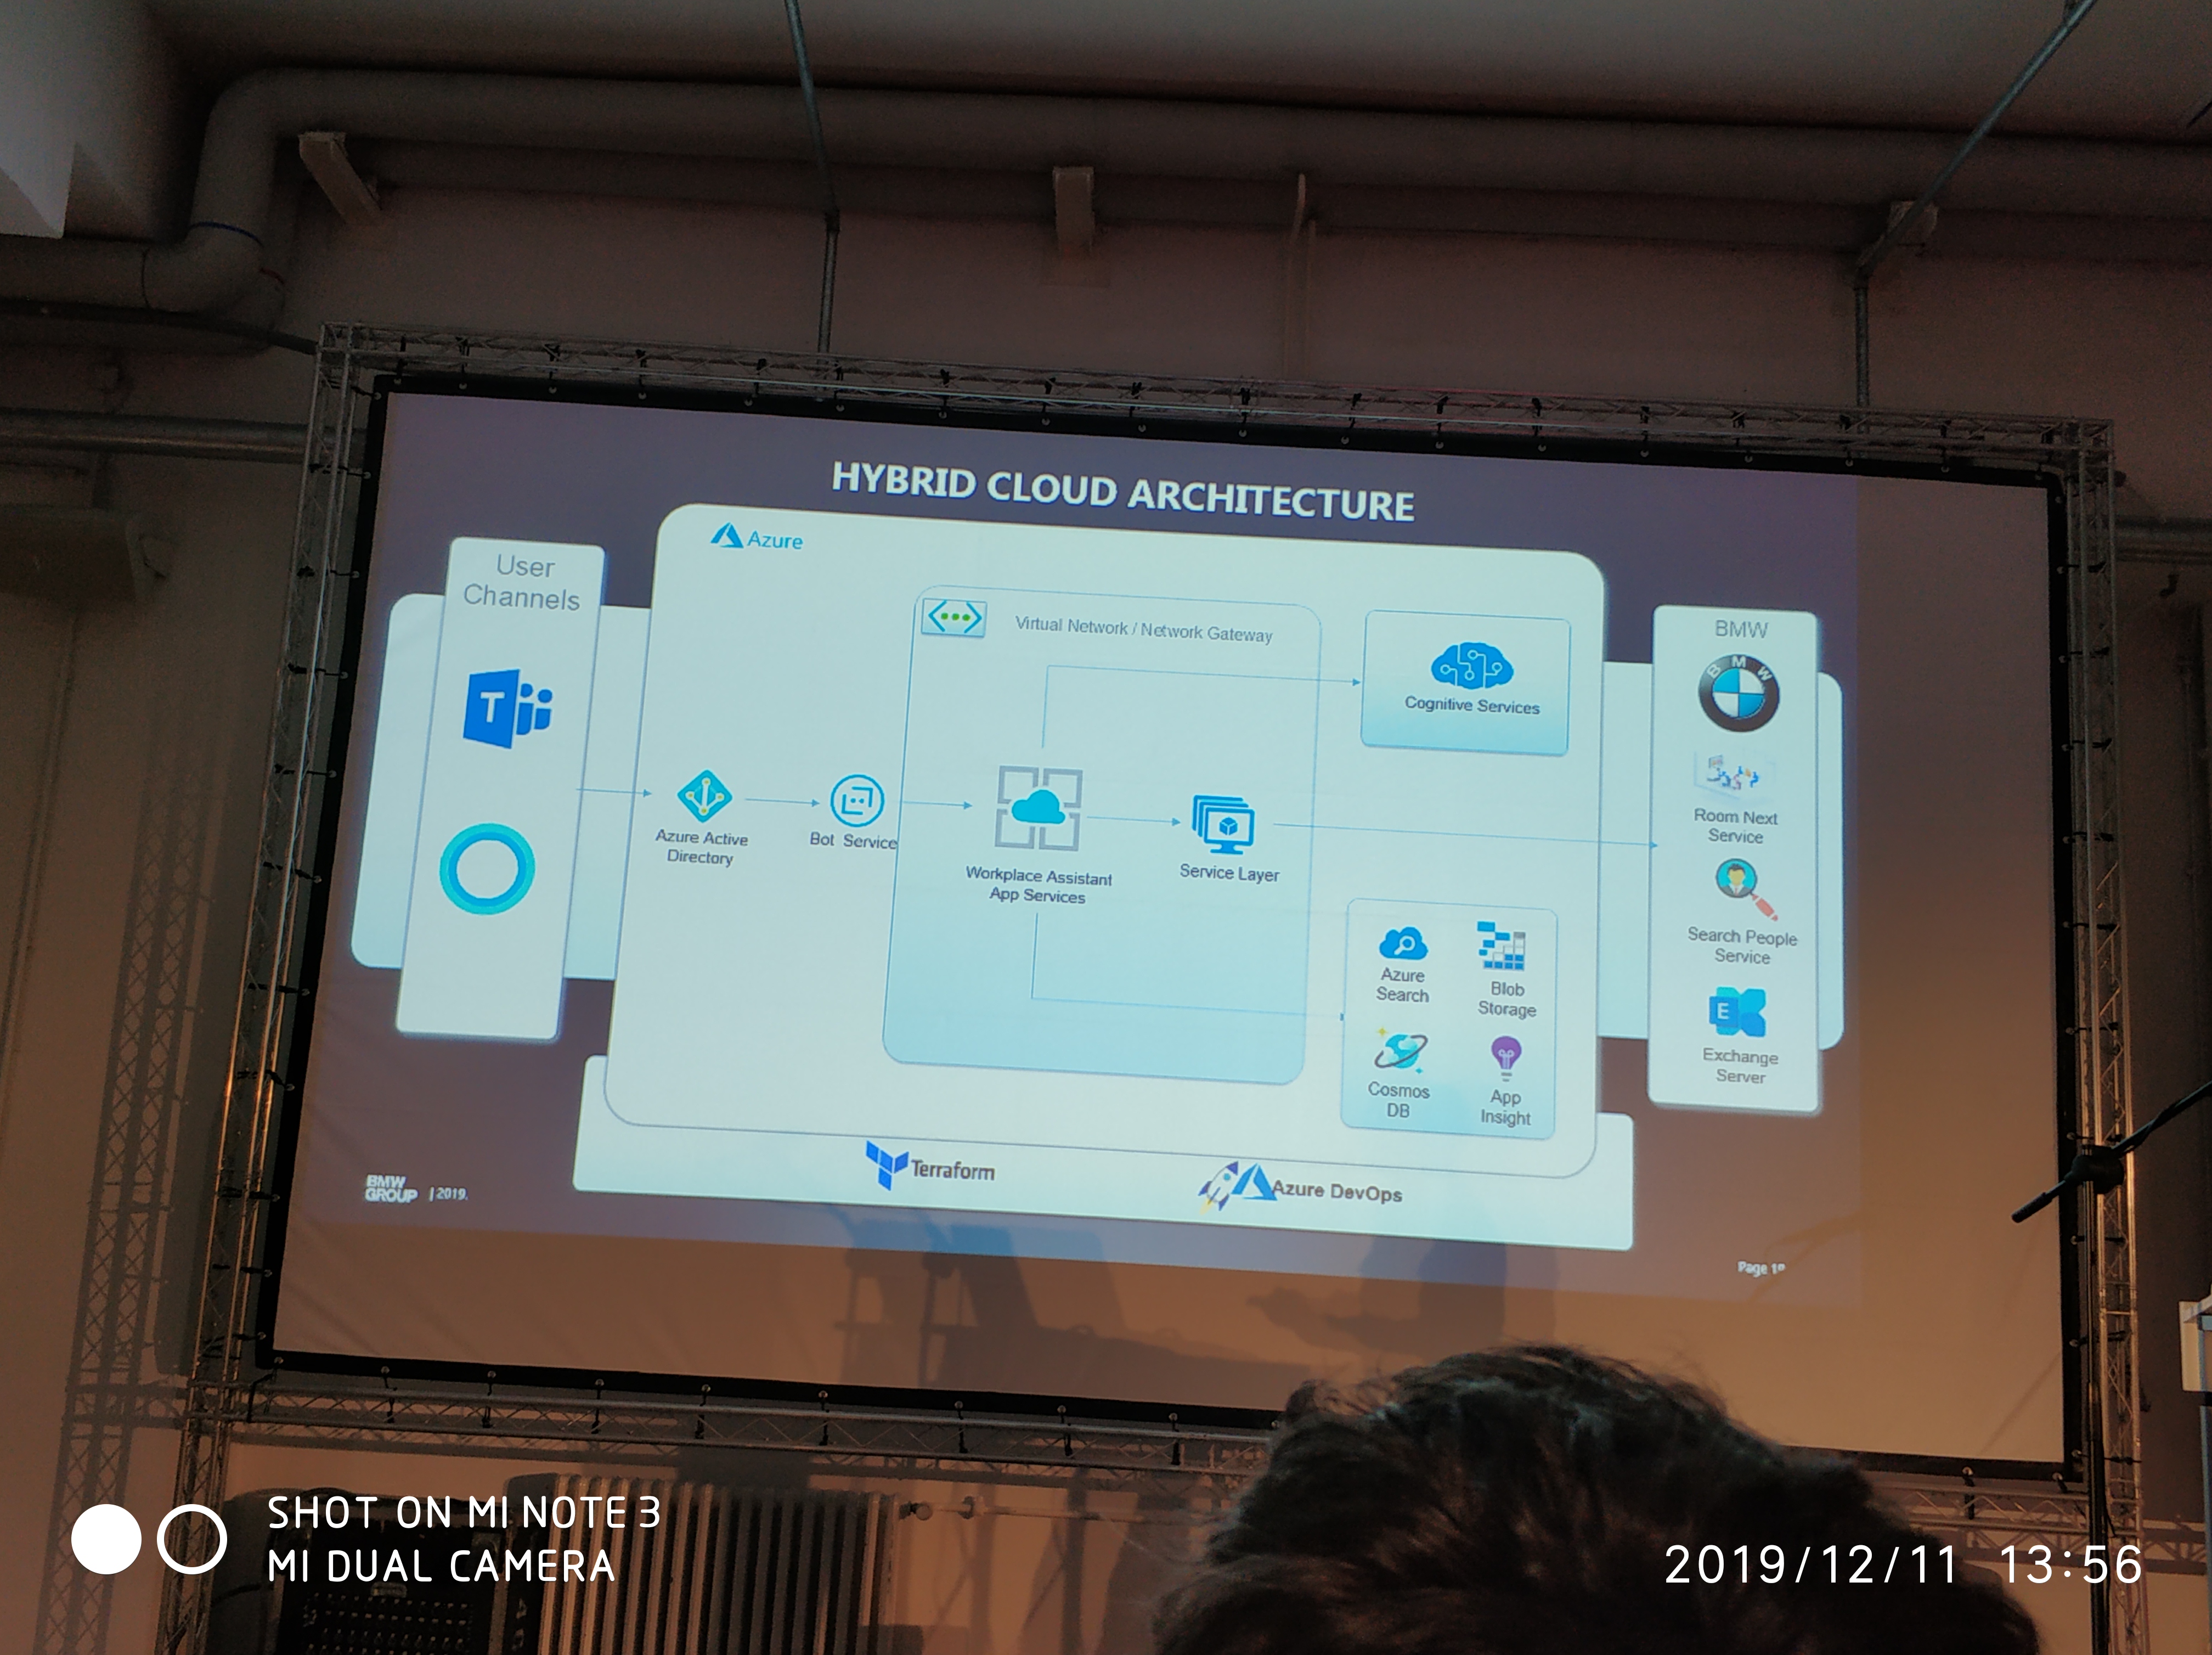 HYBRID CLOUD ARCHITECTURE
Azure
User
Channels
T
Azure Active
Directory
Bot Service
Virtual Network / Network Gateway
Workplace Assistant
App Services
Service Layer
Cognitive Services
Azure
Search
Blob
Storage
Cosmos
DB
App
Insight
BMW
BMW
Room Next
Service
Search People
Service
E
Exchange
Server
Terraform
Azure DevOps
BMW
GROUP | 2019.
Page
SHOT ON MI NOTE 3
MI DUAL CAMERA
2019/12/11 13:56